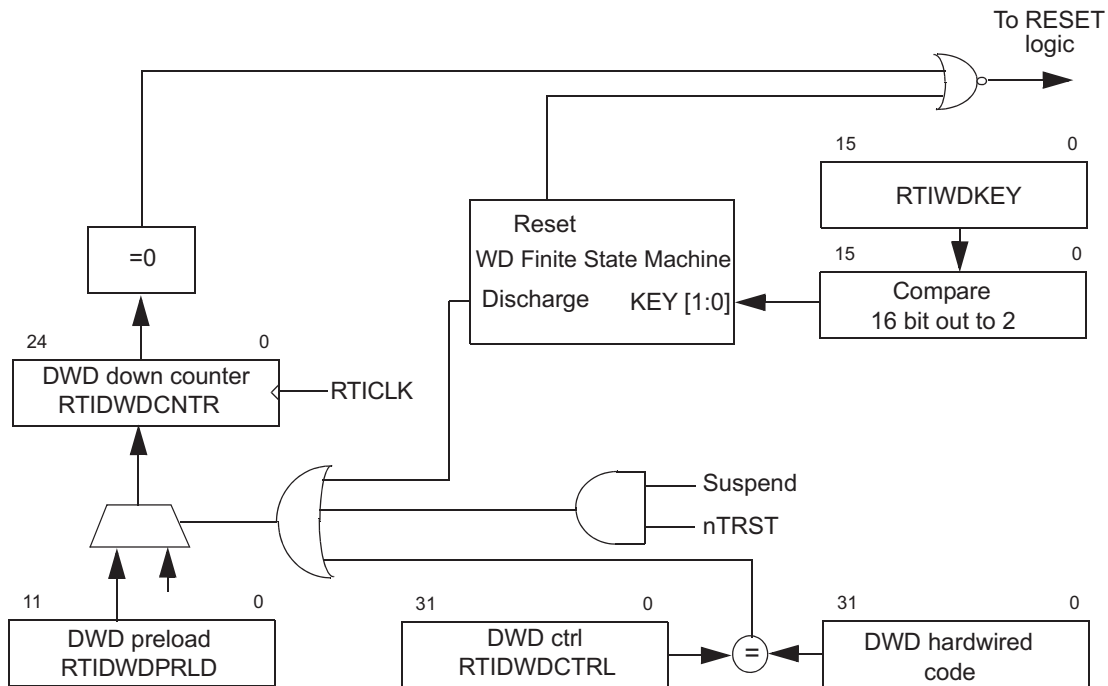 To RESET
logic
15 0
RTIWDKEY
Reset
WD Finite State Machine
Discharge KEY [1:0]
15 0
Compare
16 bit out to 2
=0
24 0
DWD down counter
RTIDWDCNTR
RTICLK
Suspend
nTRST
11 0
DWD preload
RTIDWDPRLD
31 0
DWD ctrl
RTIDWDCTRL
=
31 0
DWD hardwired
code